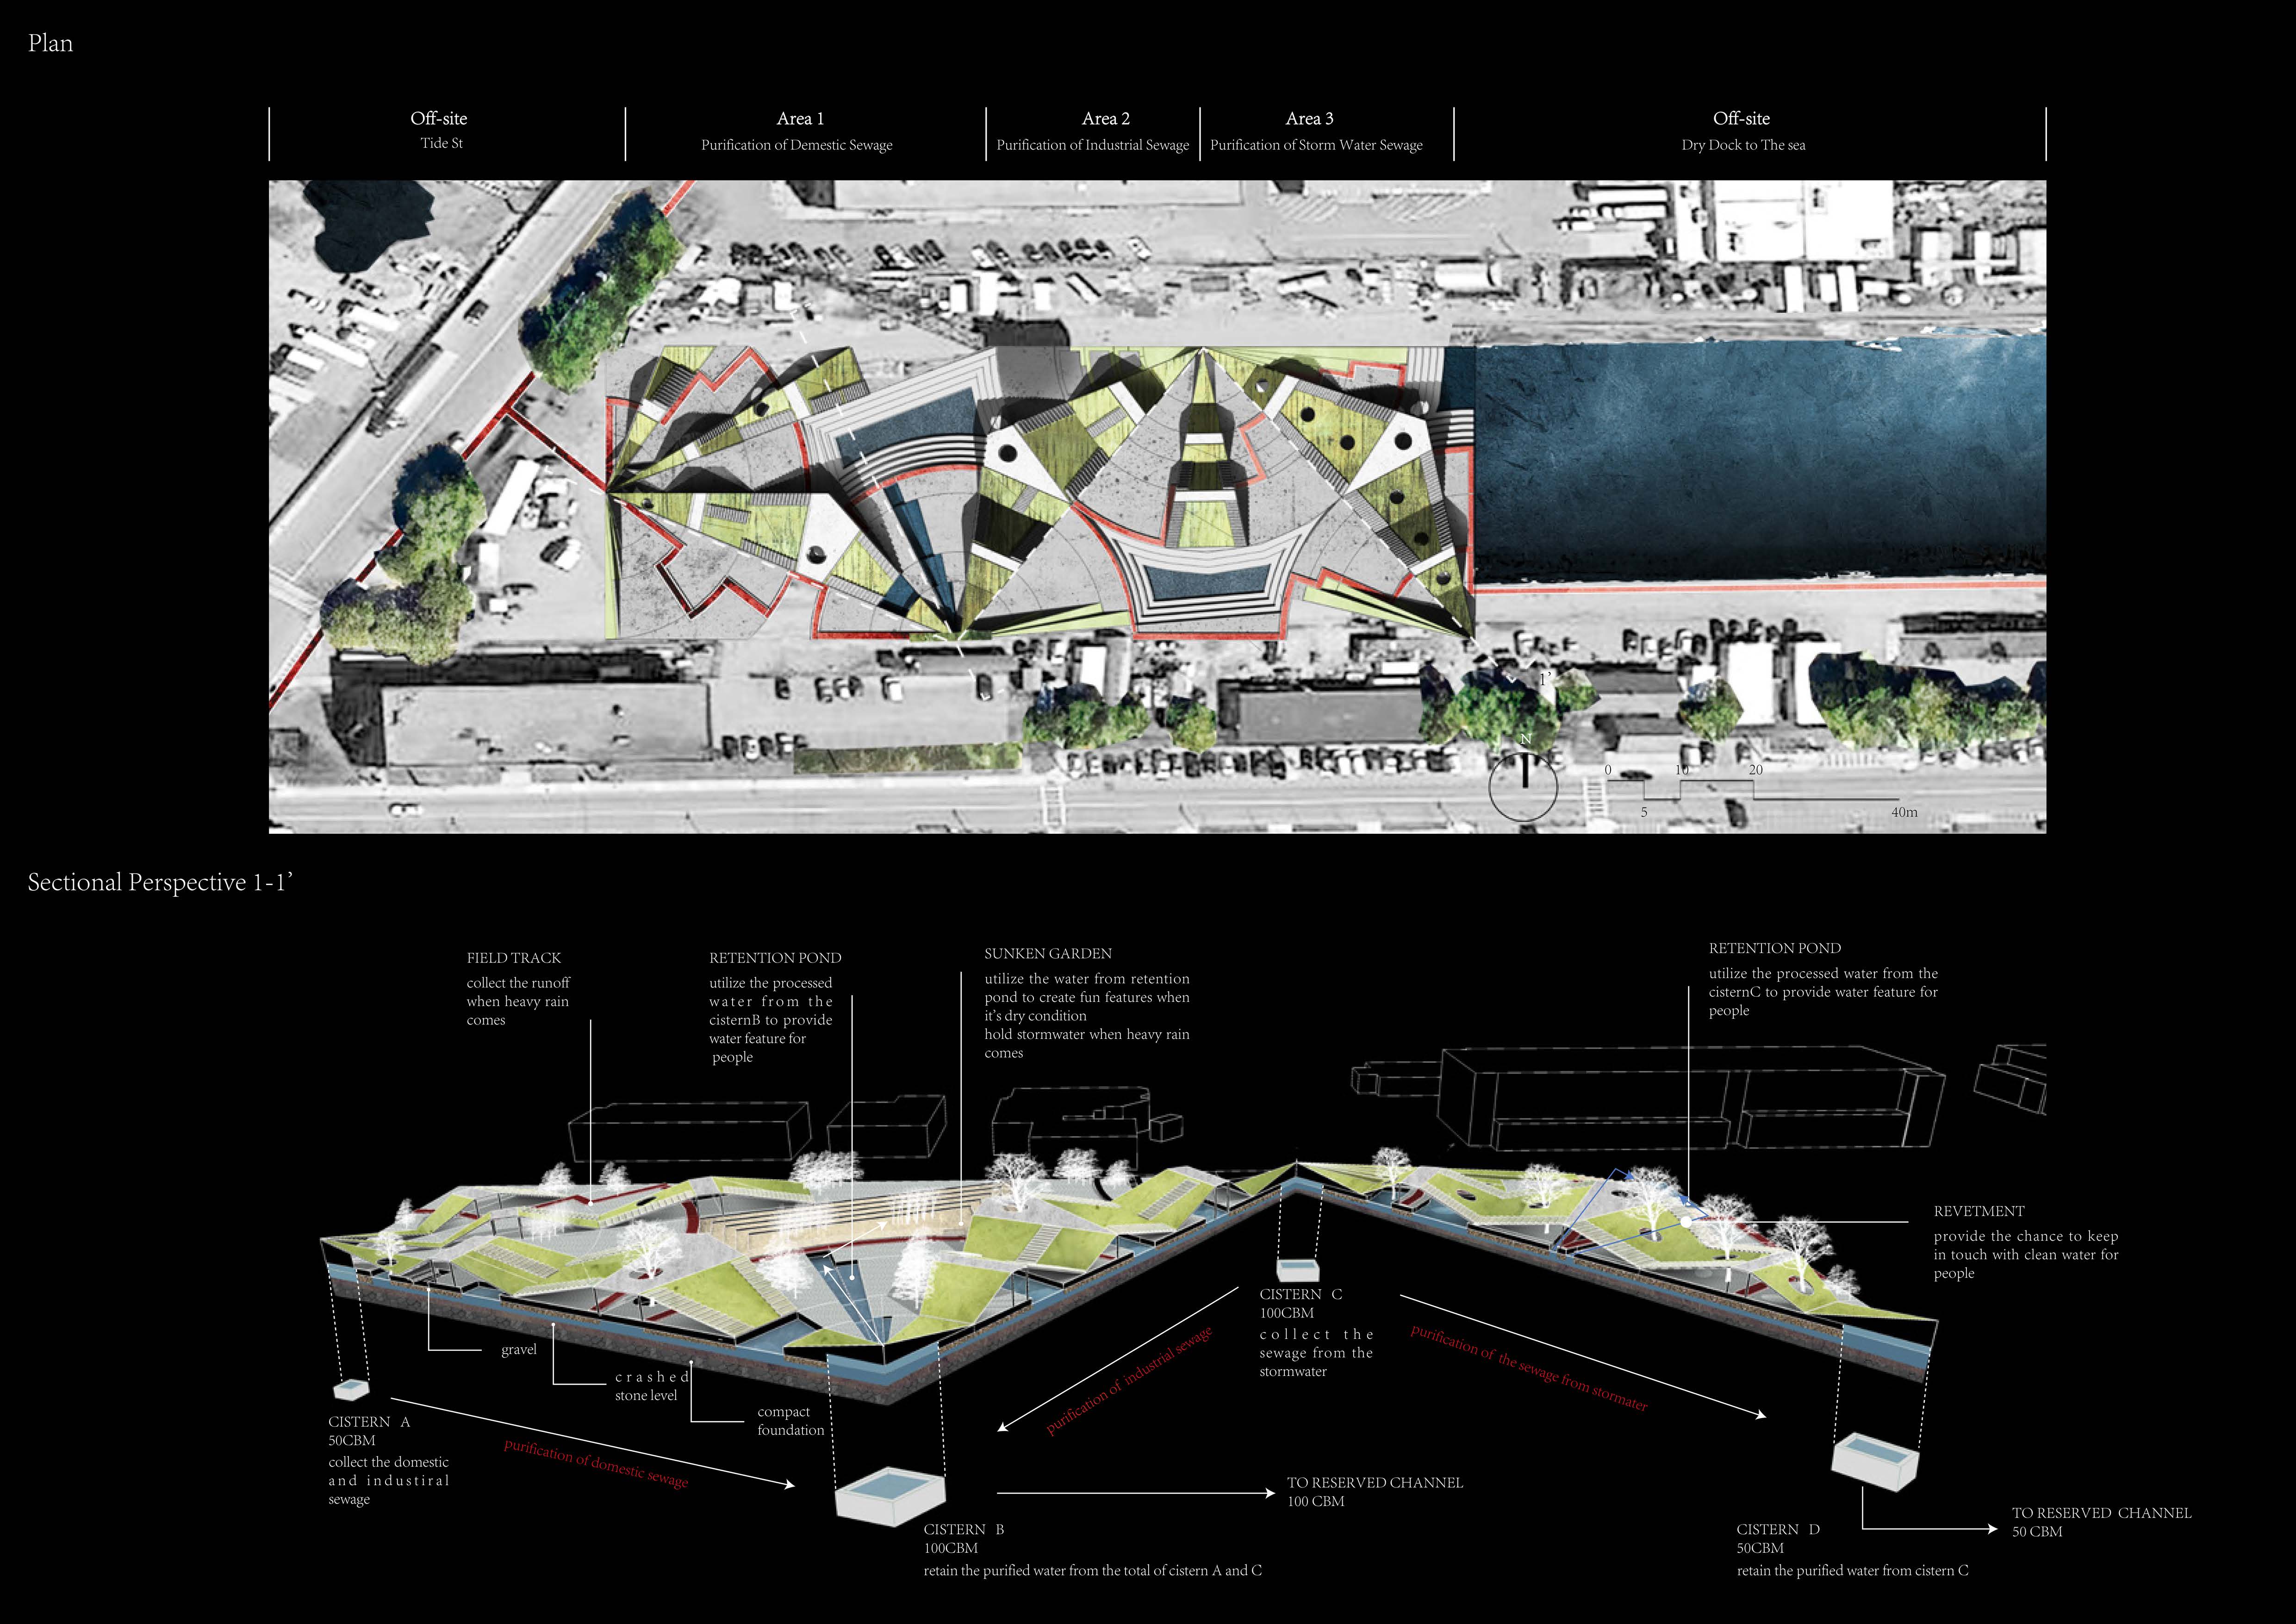 Plan
Off-site
Tide St
Area 1
Purification of Demestic Sewage
Area 2
Purification of Industrial Sewage
Area 3
Purification of Storm Water Sewage
Off-site
Dry Dock to The sea
1’
N
0
10
20
5
40m
Sectional Perspective 1-1’
FIELD TRACK
collect the runoff
when heavy rain
comes
RETENTION POND
utilize the processed
water from the
cisternB to provide
water feature for
people
SUNKEN GARDEN
utilize the water from retention
pond to create fun features when
it’s dry condition
hold stormwater when heavy rain
comes
RETENTION POND
utilize the processed water from the
cisternC to provide water feature for
people
REVETMENT
provide the chance to keep
in touch with clean water for
people
gravel
crashed
stone level
compact
foundation
CISTERN A
50CBM
collect the domestic
and industiral
sewage
purification of domestic sewage
CISTERN B
100CBM
retain the purified water from the total of cistern A and C
purification of industrial sewage
CISTERN C
100CBM
collect the
sewage from the
stormwater
purification of the sewage from stormater
TO RESERVED CHANNEL
100 CBM
CISTERN D
50CBM
retain the purified water from cistern C
TO RESERVED CHANNEL
50 CBM